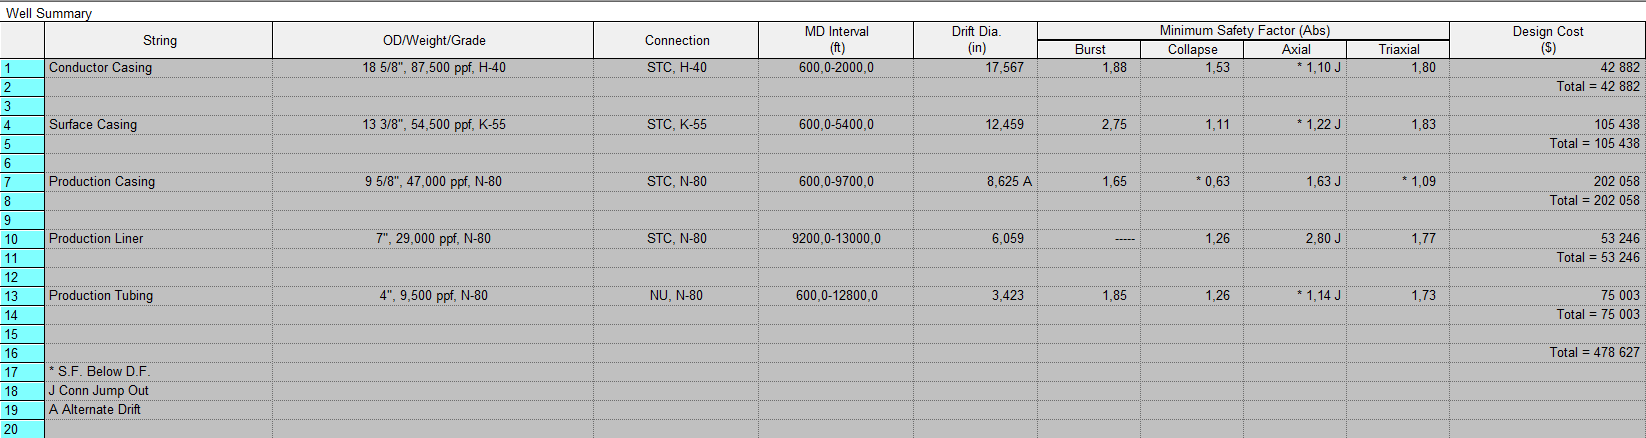 Well Summary
String OD/Weight/Grade Connection MD Interval (ft) Drift Dia. (in) Minimum Safety Factor (Abs) Design Cost ($)
Burst Collapse Axial Triaxial
1 Conductor Casing 18 5/8", 87,500 ppf, H-40 STC, H-40 600,0-2000,0 17,567 1,88 1,53 * 1,10 J 1,80 42 882
2 Total = 42 882
3
4 Surface Casing 13 3/8", 54,500 ppf, K-55 STC, K-55 600,0-5400,0 12,459 2,75 1,11 * 1,22 J 1,83 105 438
5 Total = 105 438
6
7 Production Casing 9 5/8", 47,000 ppf, N-80 STC, N-80 600,0-9700,0 8,625 A 1,65 * 0,63 1,63 J * 1,09 202 058
8 Total = 202 058
9
10 Production Liner 7", 29,000 ppf, N-80 STC, N-80 9200,0-13000,0 6,059 ----- 1,26 2,80 J 1,77 53 246
11 Total = 53 246
12
13 Production Tubing 4", 9,500 ppf, N-80 NU, N-80 600,0-12800,0 3,423 1,85 1,26 * 1,14 J 1,73 75 003
14 Total = 75 003
15
16 Total = 478 627
17 * S.F. Below D.F.
18 J Conn Jump Out
19 A Alternate Drift
20